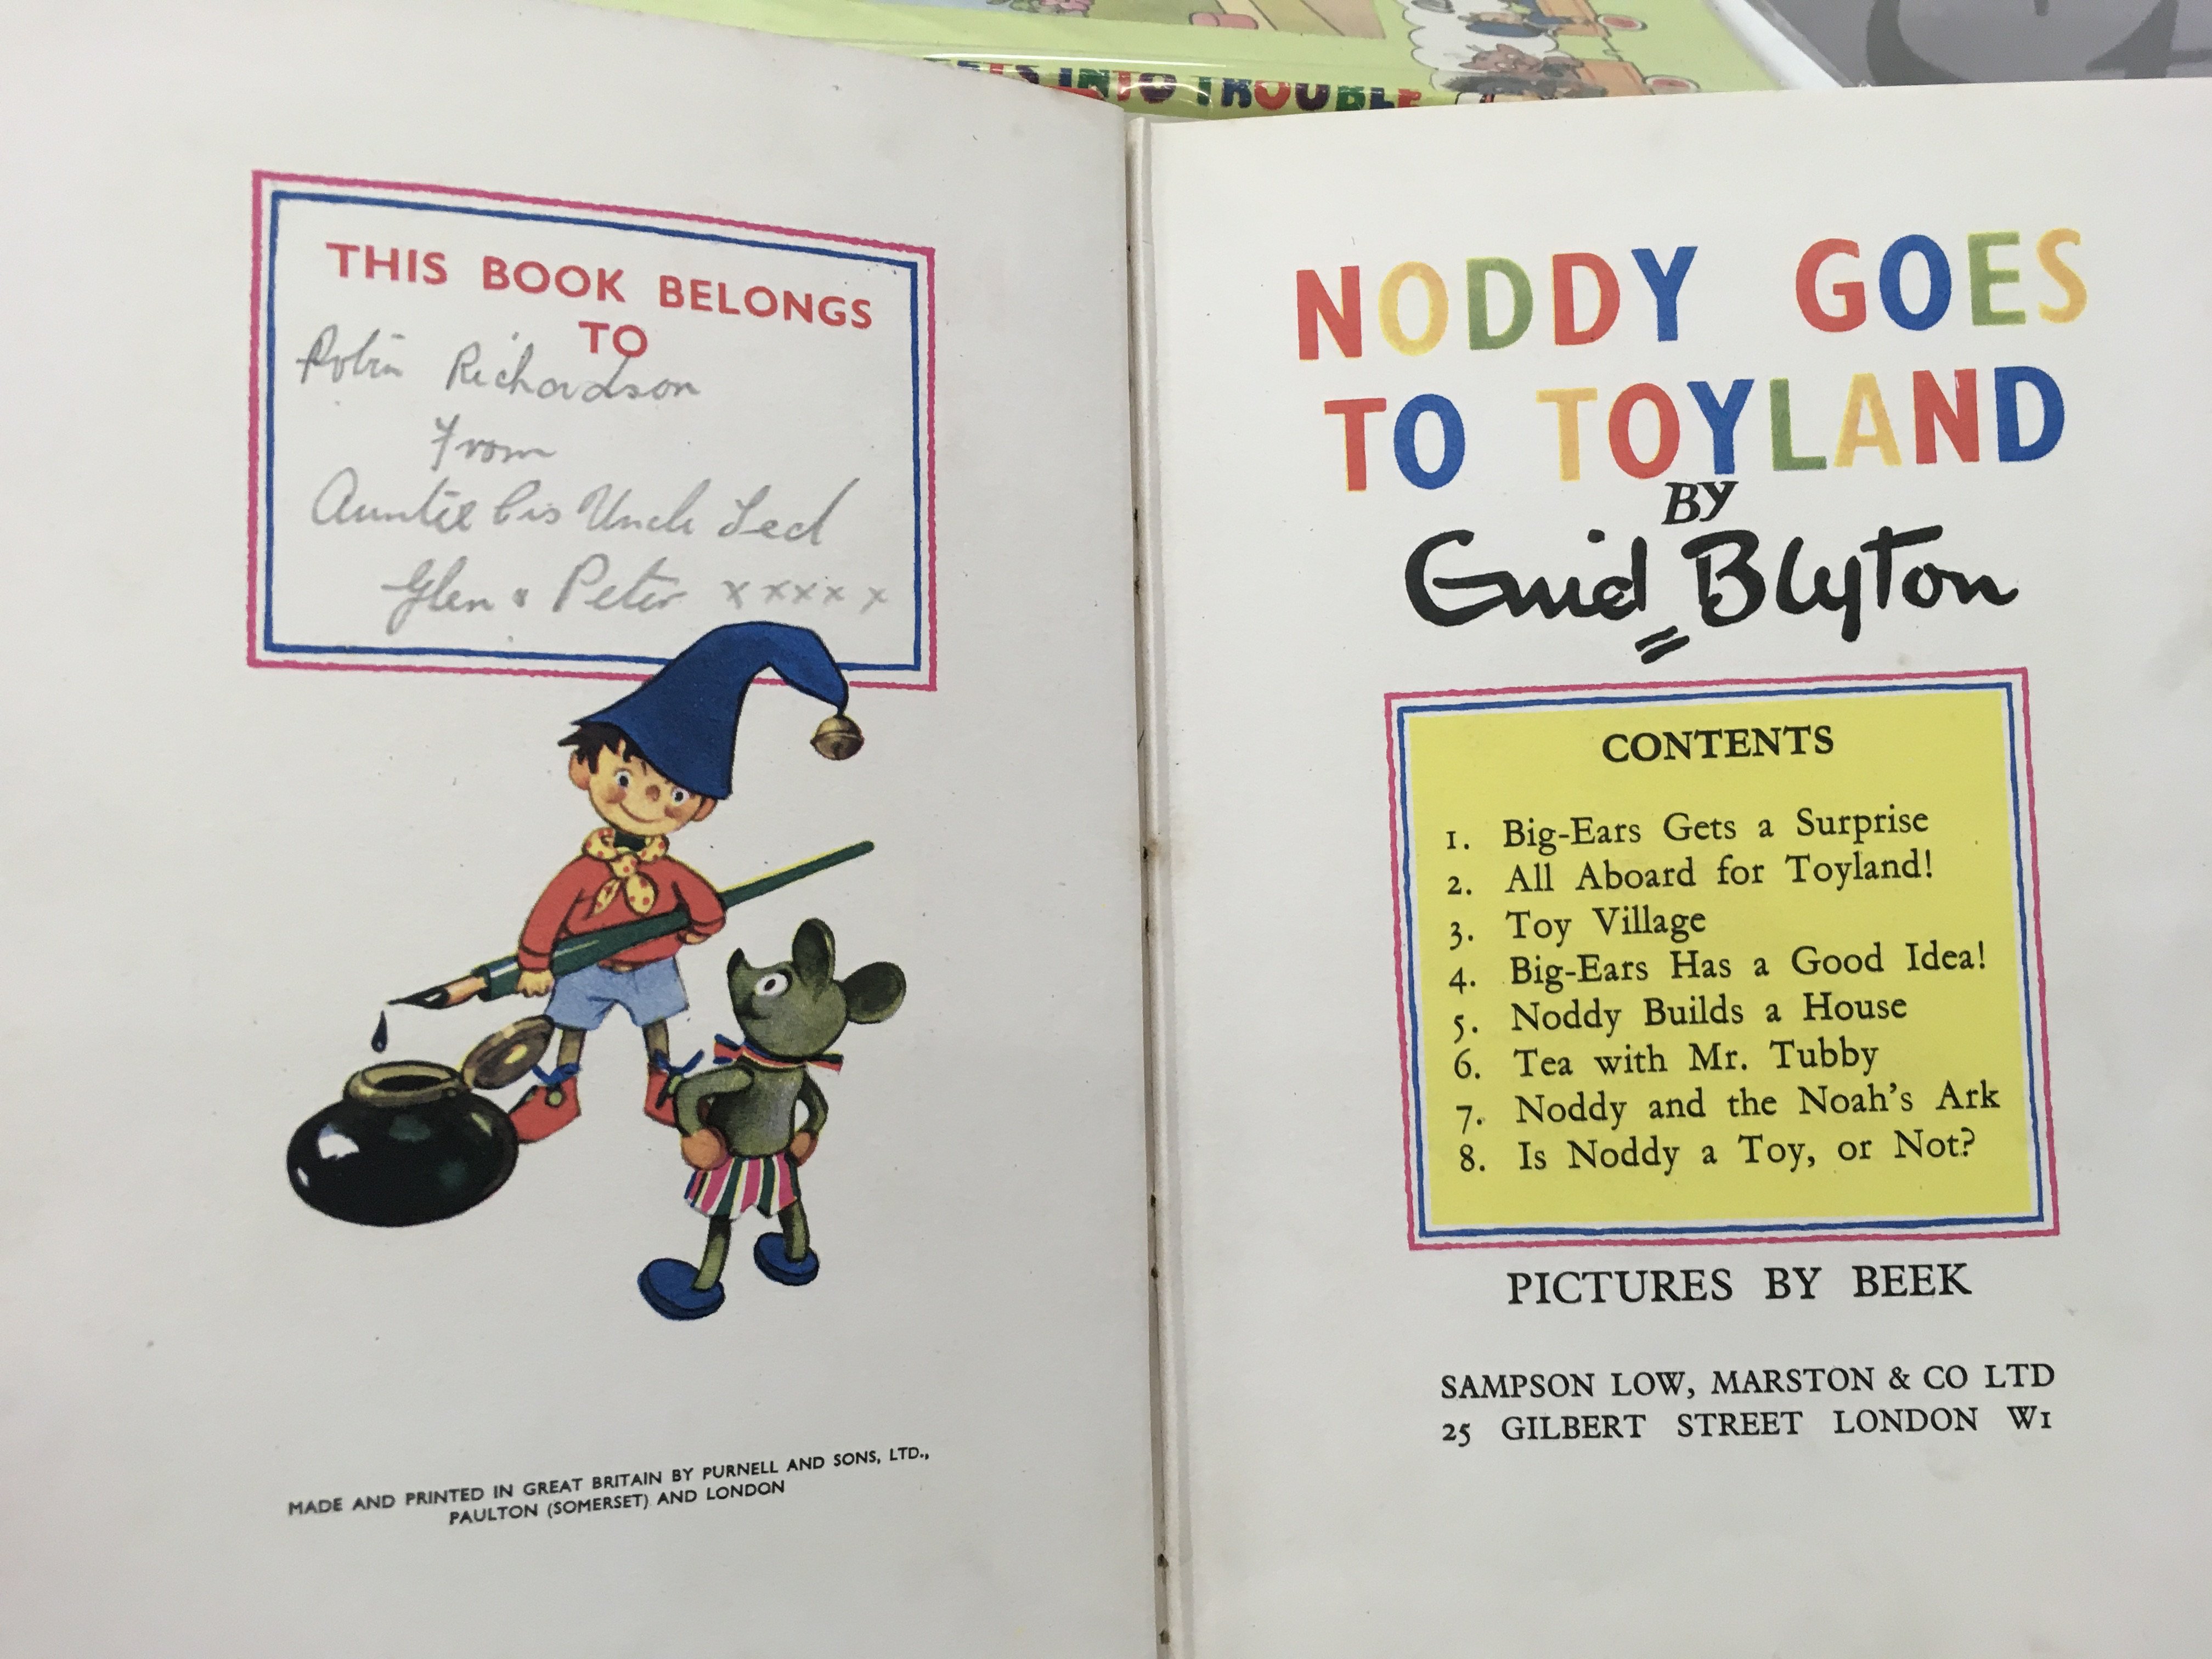 GETS INTO TROUBLE
THIS BOOK BELONGS
TO
Robin Richardson
From
Auntie Cis Uncle Ted
Glen & Peter xxxxx
MADE AND PRINTED IN GREAT BRITAIN BY PURNELL AND SONS, LTD.,
PAULTON (SOMERSET) AND LONDON
NODDY GOES
TO TOYLAND
BY
Enid Blyton
CONTENTS
1. Big-Ears Gets a Surprise
2. All Aboard for Toyland!
3. Toy Village
4. Big-Ears Has a Good Idea!
5. Noddy Builds a House
6. Tea with Mr. Tubby
7. Noddy and the Noah's Ark
8. Is Noddy a Toy, or Not?
PICTURES BY BEEK
SAMPSON LOW, MARSTON & CO LTD
25 GILBERT STREET LONDON W1